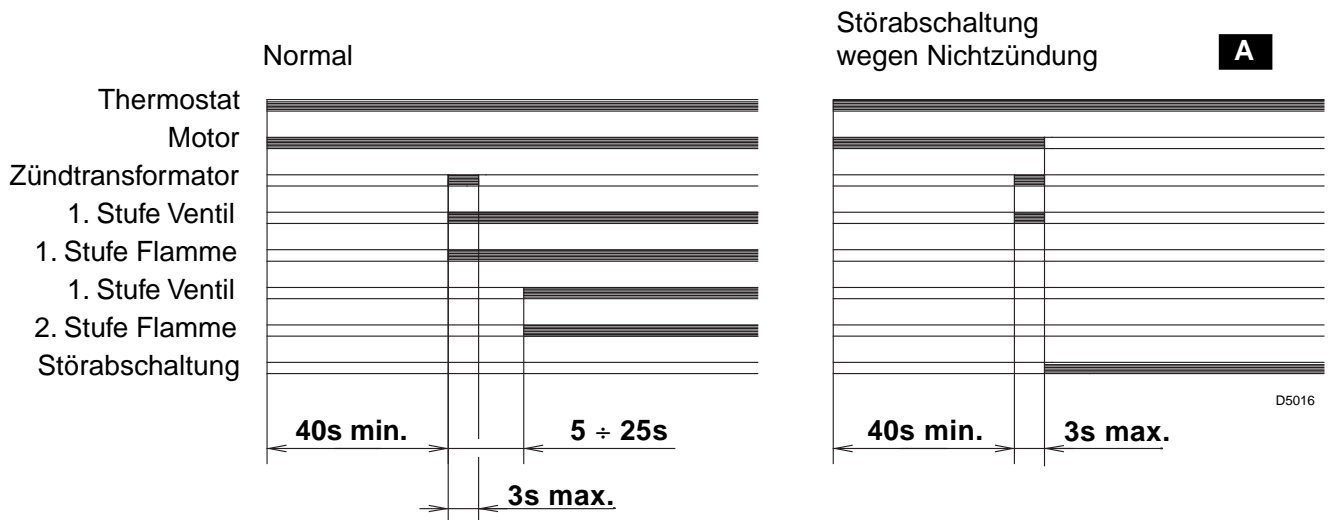 Störabschaltung
Normal
wegen Nichtzündung
A
Thermostat
Motor
Zündtransformator
1. Stufe Ventil
1. Stufe Flamme
1. Stufe Ventil
2. Stufe Flamme
Störabschaltung
D5016
40s min.
5 ÷ 25s
40s min.
3s max.
3s max.